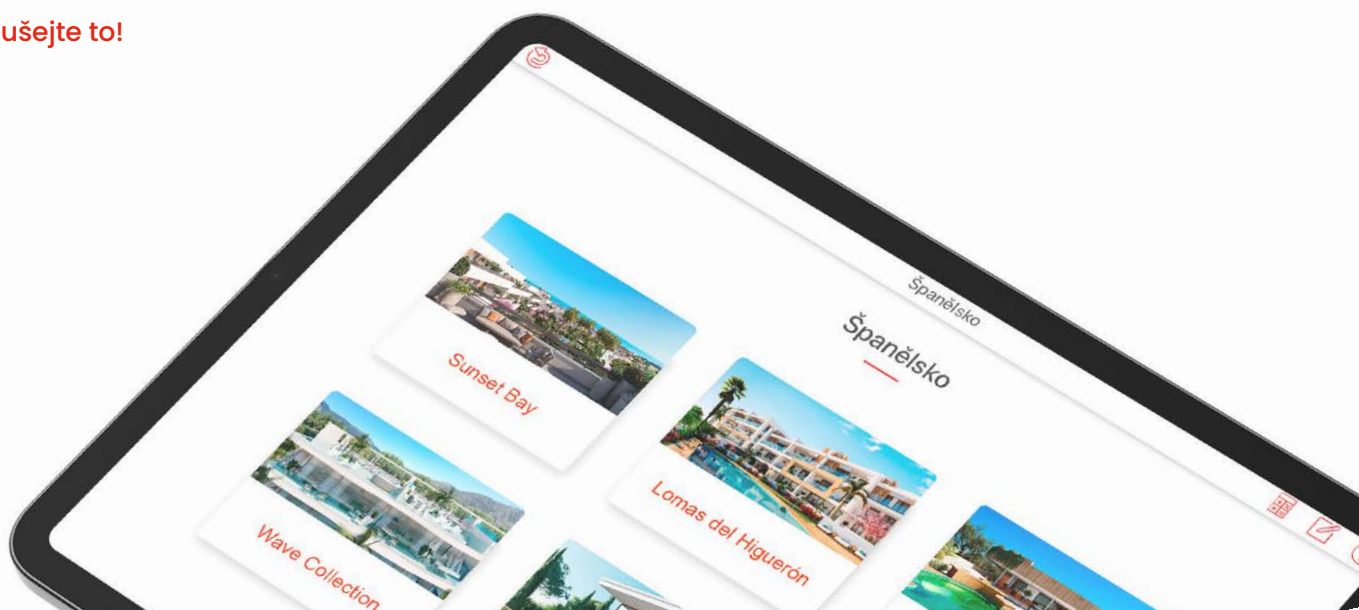 ušejte to!
Španělsko
Španělsko
Sunset Bay
Lomas del Higuerón
Wave Collection